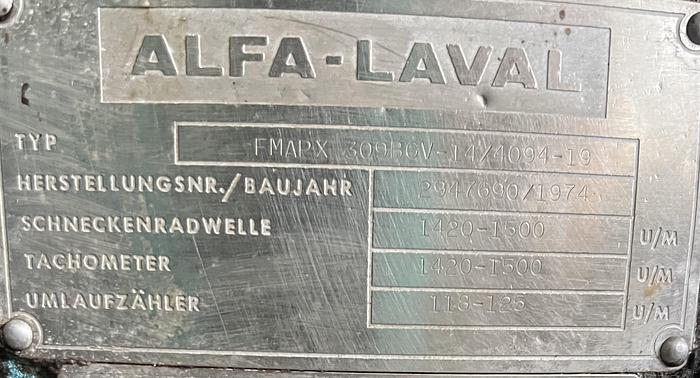 ALFA-LAVAL
TYP FMAPX 309BGV-14/4094-19
HERSTELLUNGSNR./BAUJAHR 2947690/1974
SCHNECKENRADWELLE 1420-1500 U/M
TACHOMETER 1420-1500 U/M
UMLAUFZÄHLER 118-125 U/M